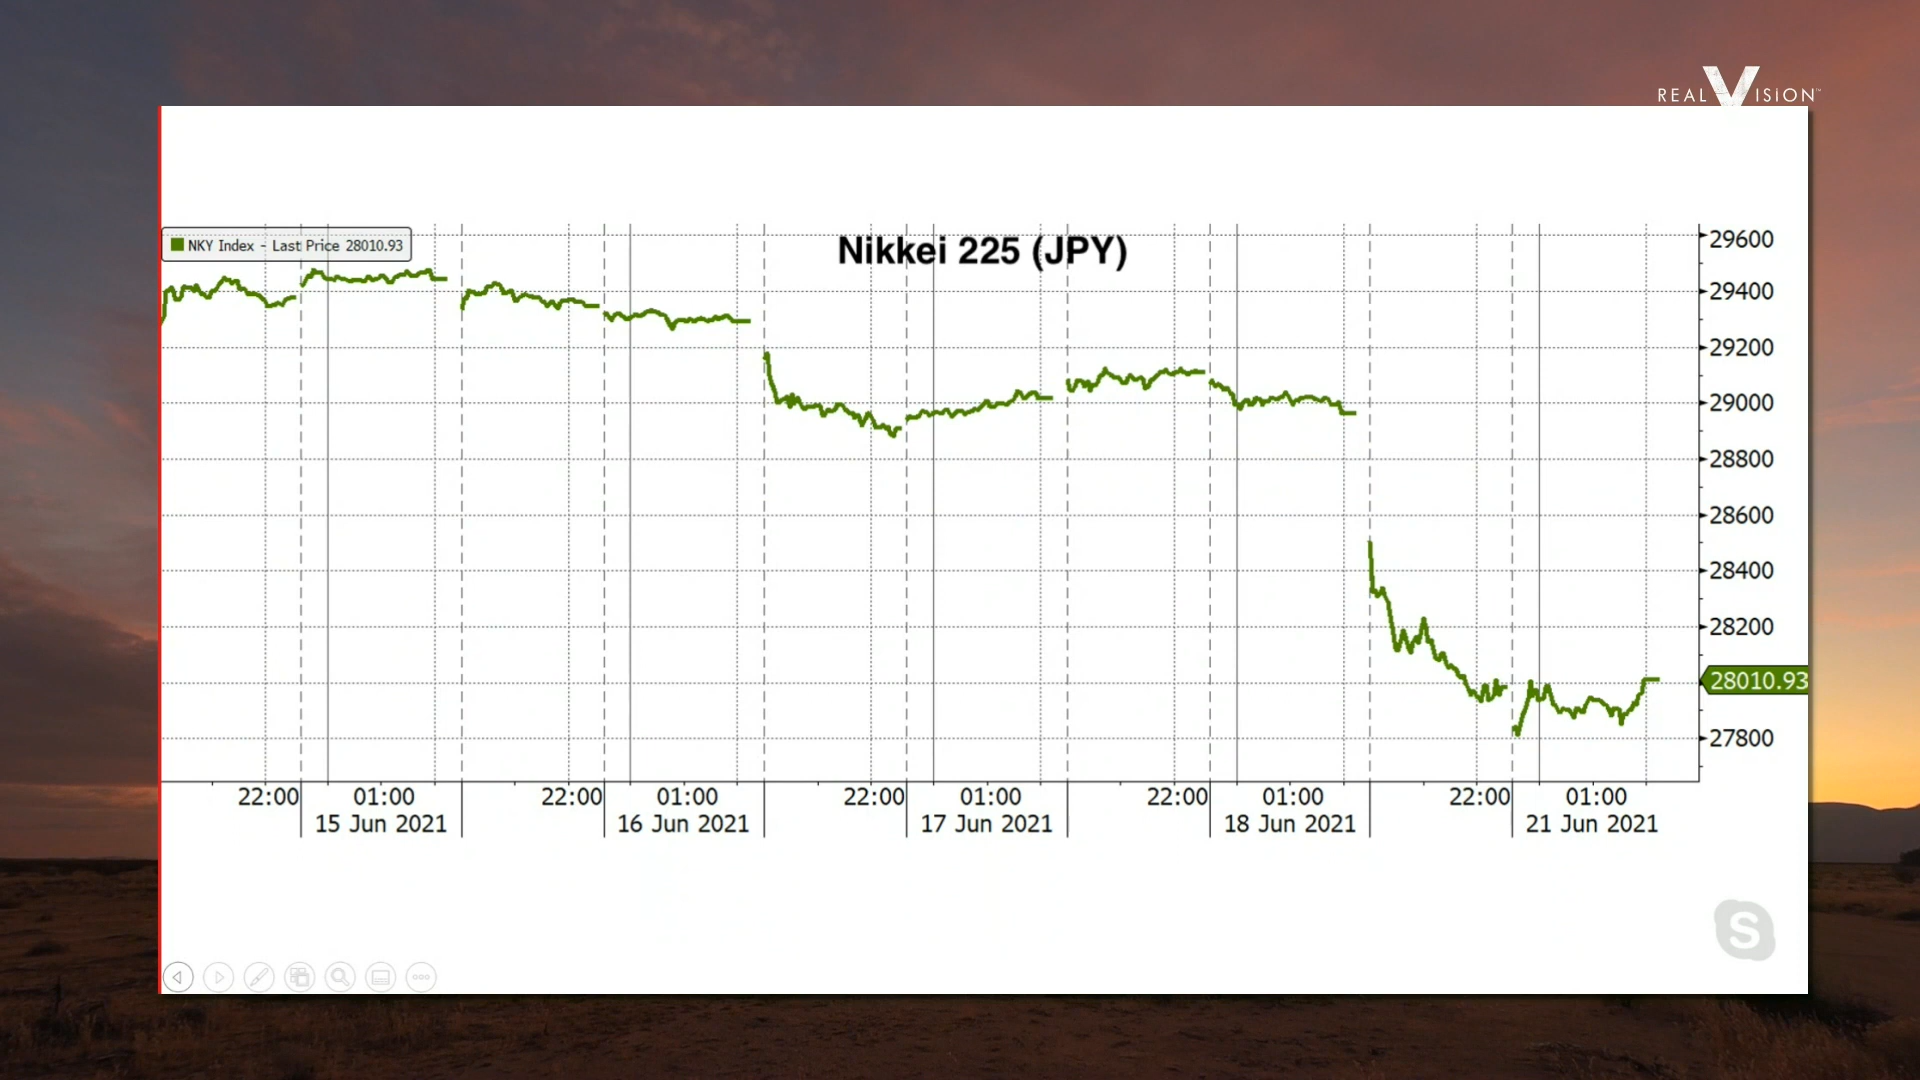 REAL VISION™
NKY Index - Last Price 28010.93
Nikkei 225 (JPY)
29600
29400
29200
29000
28800
28600
28400
28200
28010.93
27800
22:00 01:00 22:00 01:00 22:00 01:00 22:00 01:00 22:00 01:00
15 Jun 2021 16 Jun 2021 17 Jun 2021 18 Jun 2021 21 Jun 2021
S